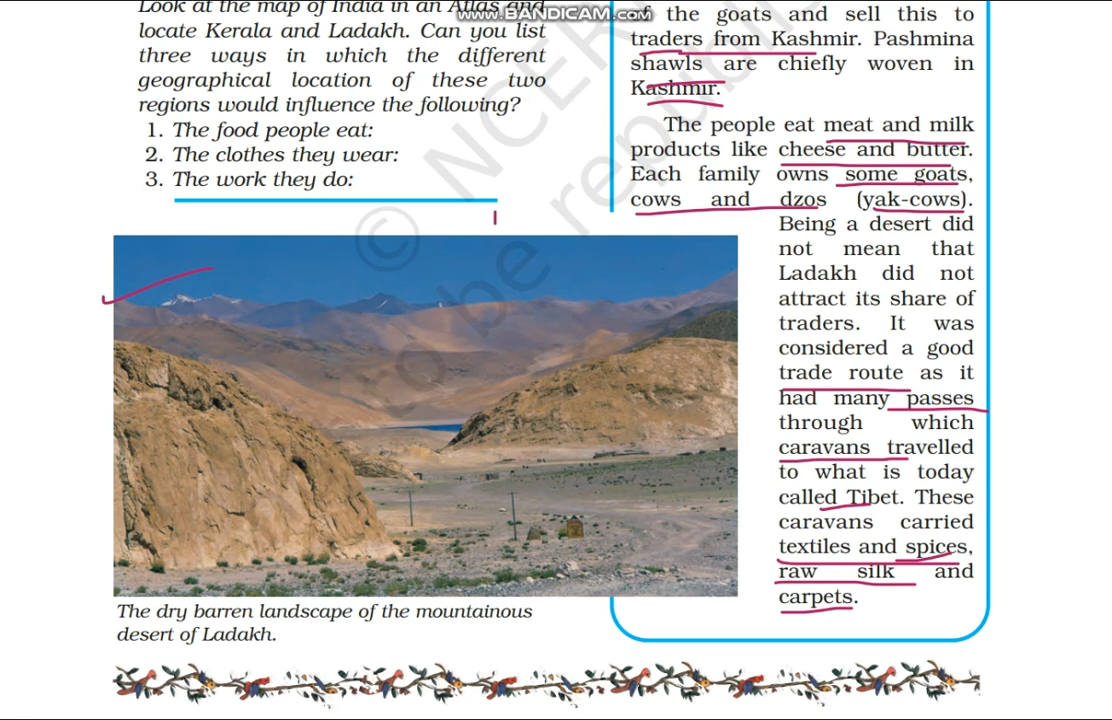 Look at the map of India in an Atlas and
locate Kerala and Ladakh. Can you list
three ways in which the different
geographical location of these two
regions would influence the following?
1. The food people eat:
2. The clothes they wear:
3. The work they do:
The dry barren landscape of the mountainous
desert of Ladakh.
www.BANDICAM.com
of the goats and sell this to
traders from Kashmir. Pashmina
shawls are chiefly woven in
Kashmir.
The people eat meat and milk
products like cheese and butter.
Each family owns some goats,
cows and dzos (yak-cows).
Being a desert did
not mean that
Ladakh did not
attract its share of
traders. It was
considered a good
trade route as it
had many passes
through which
caravans travelled
to what is today
called Tibet. These
caravans carried
textiles and spices,
raw silk and
carpets.
© NCER
be republi